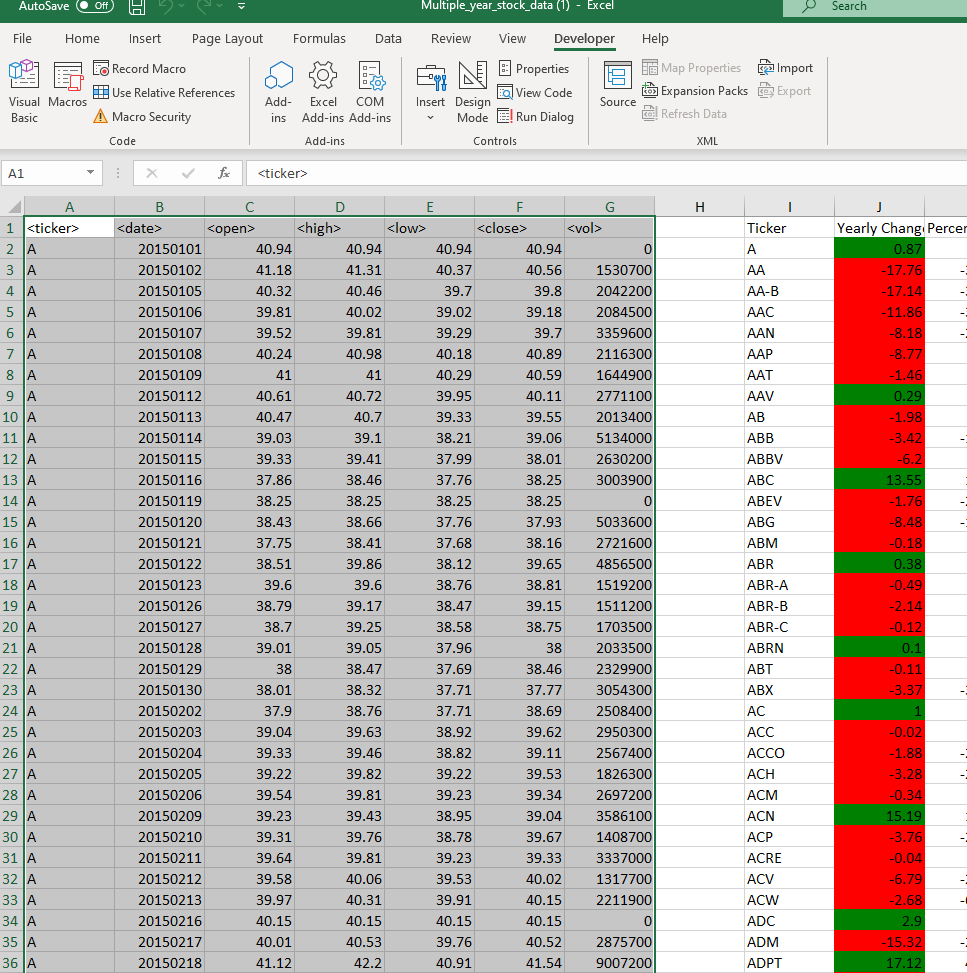 AutoSave Off Multiple_year_stock_data (1) - Excel Search
File Home Insert Page Layout Formulas Data Review View Developer Help
Visual Basic
Macros
Record Macro
Use Relative References
Macro Security
Code
Add-ins
Excel Add-ins
COM Add-ins
Add-ins
Insert
Design Mode
Properties
View Code
Run Dialog
Controls
Source
Map Properties
Expansion Packs
Refresh Data
Import
Export
XML
A1 fx <ticker>
A B C D E F G H I J
1 <ticker> <date> <open> <high> <low> <close> <vol> Ticker Yearly Chang Percen
2 A 20150101 40.94 40.94 40.94 40.94 0 A 0.87
3 A 20150102 41.18 41.31 40.37 40.56 1530700 AA -17.76
4 A 20150105 40.32 40.46 39.7 39.8 2042200 AA-B -17.14
5 A 20150106 39.81 40.02 39.02 39.18 2084500 AAC -11.86
6 A 20150107 39.52 39.81 39.29 39.7 3359600 AAN -8.18
7 A 20150108 40.24 40.98 40.18 40.89 2116300 AAP -8.77
8 A 20150109 41 41 40.29 40.59 1644900 AAT -1.46
9 A 20150112 40.61 40.72 39.95 40.11 2771100 AAV 0.29
10 A 20150113 40.47 40.7 39.33 39.55 2013400 AB -1.98
11 A 20150114 39.03 39.1 38.21 39.06 5134000 ABB -3.42
12 A 20150115 39.33 39.41 37.99 38.01 2630200 ABBV -6.2
13 A 20150116 37.86 38.46 37.76 38.25 3003900 ABC 13.55
14 A 20150119 38.25 38.25 38.25 38.25 0 ABEV -1.76
15 A 20150120 38.43 38.66 37.76 37.93 5033600 ABG -8.48
16 A 20150121 37.75 38.41 37.68 38.16 2721600 ABM -0.18
17 A 20150122 38.51 39.86 38.12 39.65 4856500 ABR 0.38
18 A 20150123 39.6 39.6 38.76 38.81 1519200 ABR-A -0.49
19 A 20150126 38.79 39.17 38.47 39.15 1511200 ABR-B -2.14
20 A 20150127 38.7 39.25 38.58 38.75 1703500 ABR-C -0.12
21 A 20150128 39.01 39.05 37.96 38 2033500 ABRN 0.1
22 A 20150129 38 38.47 37.69 38.46 2329900 ABT -0.11
23 A 20150130 38.01 38.32 37.71 37.77 3054300 ABX -3.37
24 A 20150202 37.9 38.76 37.71 38.69 2508400 AC 1
25 A 20150203 39.04 39.63 38.92 39.62 2950300 ACC -0.02
26 A 20150204 39.33 39.46 38.82 39.11 2567400 ACCO -1.88
27 A 20150205 39.22 39.82 39.22 39.53 1826300 ACH -3.28
28 A 20150206 39.54 39.81 39.23 39.34 2697200 ACM -0.34
29 A 20150209 39.23 39.43 38.95 39.04 3586100 ACN 15.19
30 A 20150210 39.31 39.76 38.78 39.67 1408700 ACP -3.76
31 A 20150211 39.64 39.81 39.23 39.33 3337000 ACRE -0.04
32 A 20150212 39.58 40.06 39.53 40.02 1317700 ACV -6.79
33 A 20150213 39.97 40.31 39.91 40.15 2211900 ACW -2.68
34 A 20150216 40.15 40.15 40.15 40.15 0 ADC 2.9
35 A 20150217 40.01 40.53 39.76 40.52 2875700 ADM -15.32
36 A 20150218 41.12 42.2 40.91 41.54 9007200 ADPT 17.12